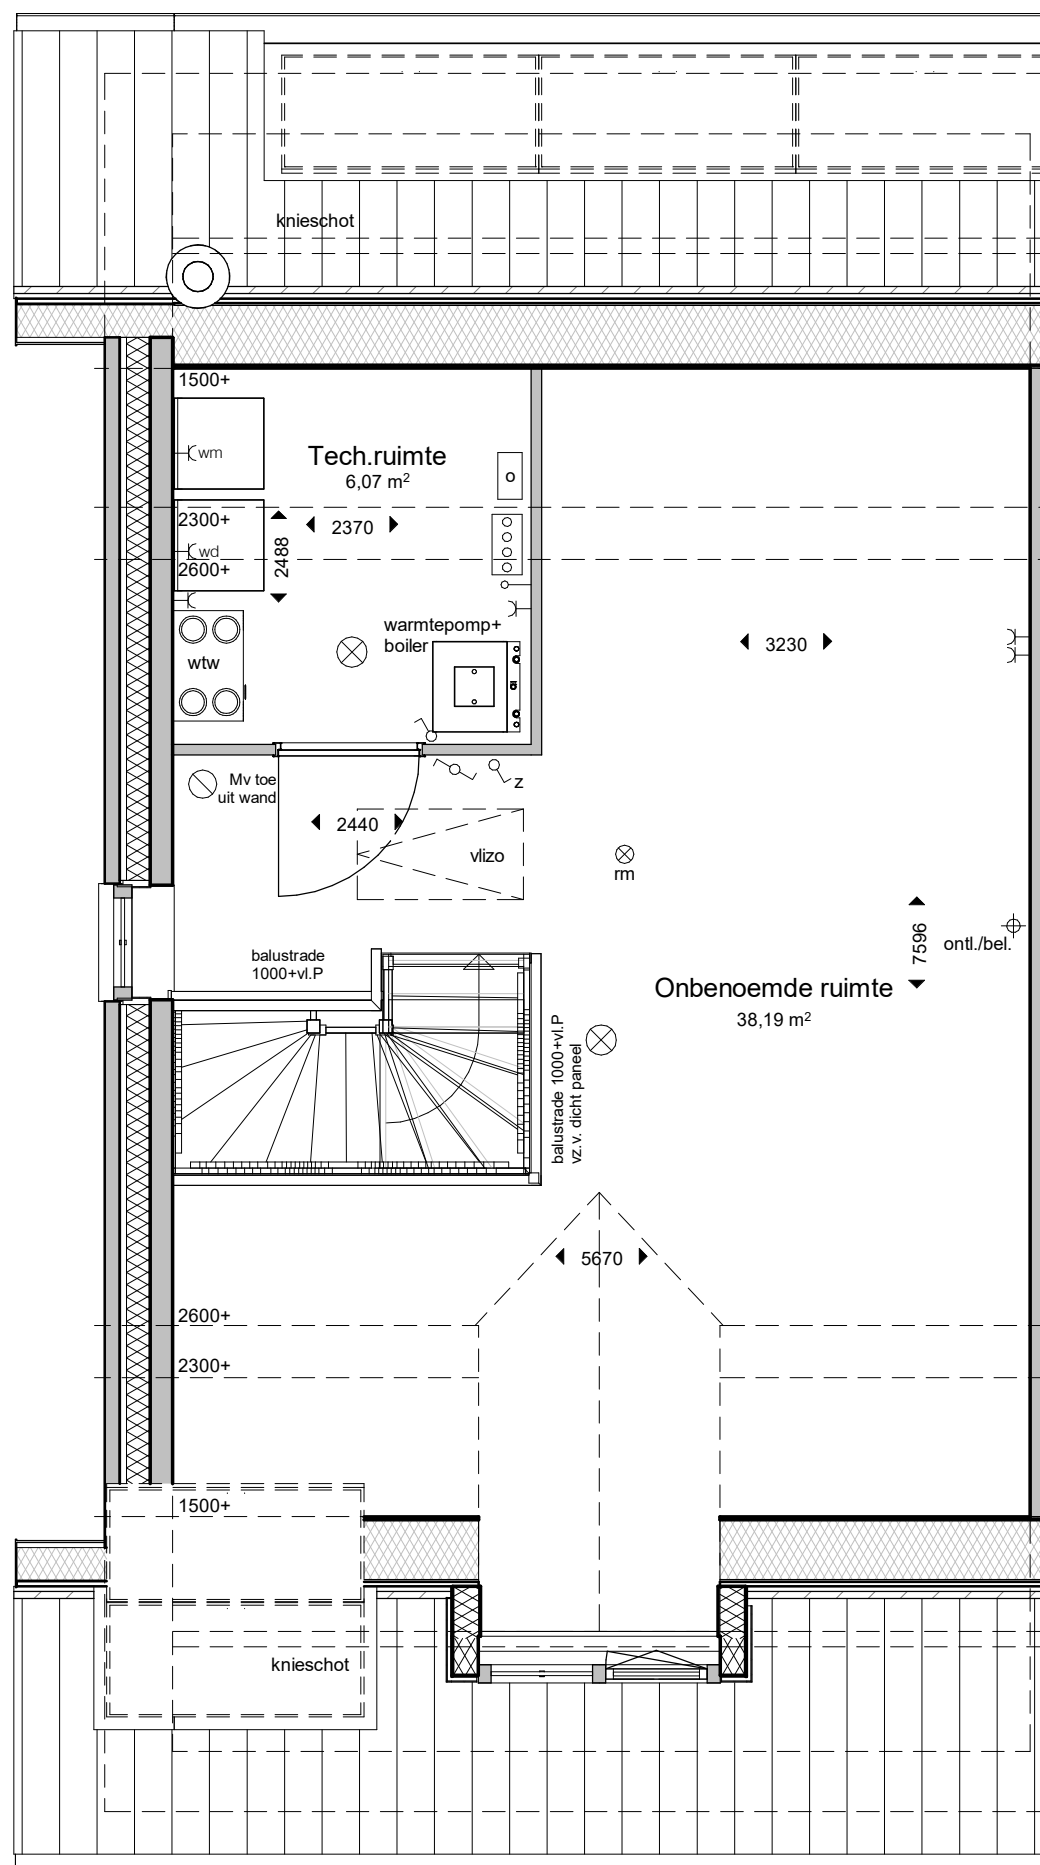 knieschot
1500+
wm
Tech.ruimte
6,07 m²
o
2300+
wd
2600+
2488
2370
warmtepomp+
boiler
wtw
3230
Mv toe
uit wand
z
2440
vlizo
rm
7596
ontl./bel.
balustrade
1000+vl.P
Onbenoemde ruimte
38,19 m²
balustrade 1000+vl.P
vz.v. dicht paneel
5670
2600+
2300+
1500+
knieschot